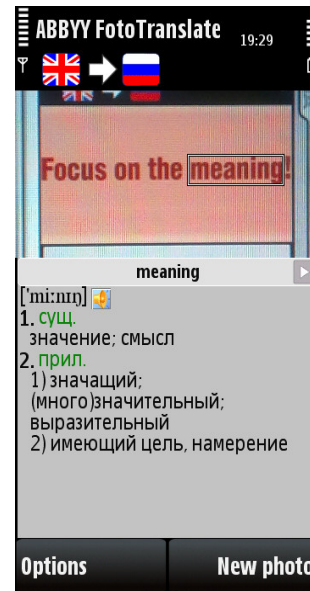 ABBYY FotoTranslate 19:29
Focus on the meaning!
meaning
['mi:nɪŋ]
1. сущ.
значение; смысл
2. прил.
1) значащий;
(много)значительный;
выразительный
2) имеющий цель, намерение
Options New photo